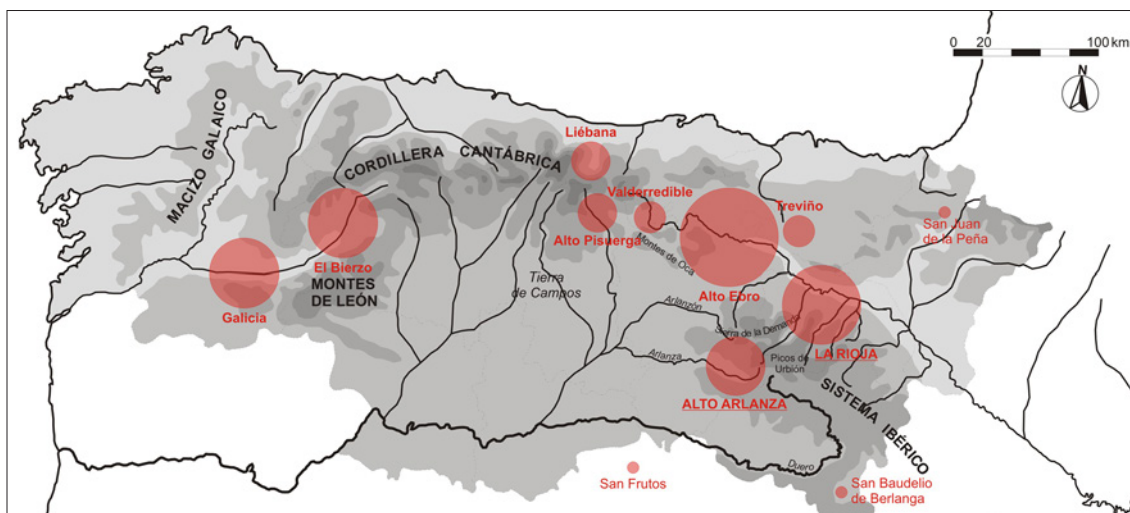 0 20 100 km
N
MACIZO GALAICO
CORDILLERA CANTÁBRICA
Liébana
Valderredible
Treviño
San Juan
de la Peña
Alto Pisuerga
Montes de Oca
El Bierzo
MONTES
DE LEÓN
Galicia
Tierra
de Campos
Alto Ebro
Arlanzón
Sierra de la Demanda
LA RIOJA
Arlanza
Picos de
Urbión
ALTO ARLANZA
SISTEMA IBÉRICO
Duero
San Frutos
San Baudelio
de Berlanga